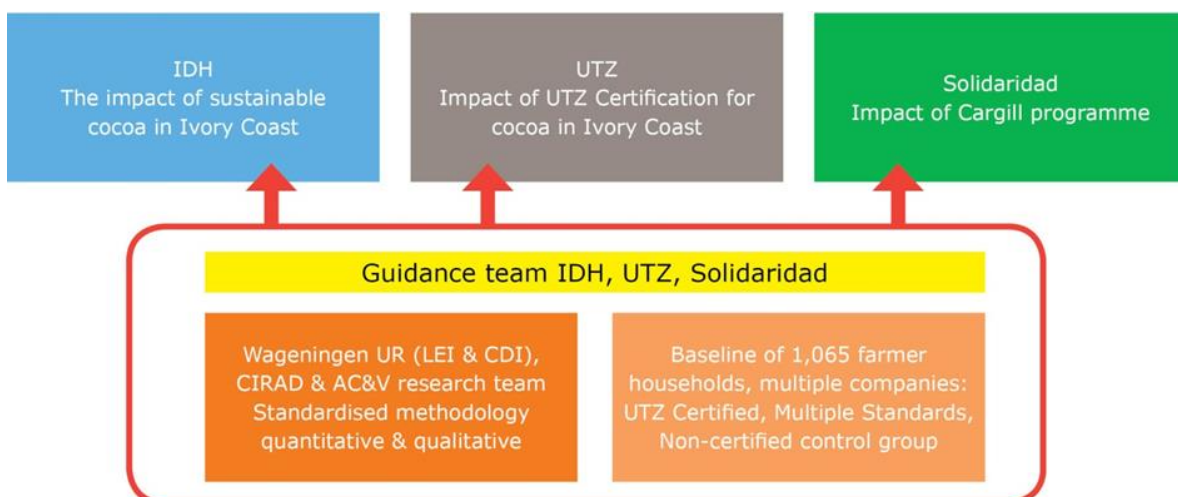 IDH
The impact of sustainable
cocoa in Ivory Coast
UTZ
Impact of UTZ Certification for
cocoa in Ivory Coast
Solidaridad
Impact of Cargill programme
Guidance team IDH, UTZ, Solidaridad
Wageningen UR (LEI & CDI),
CIRAD & AC&V research team
Standardised methodology
quantitative & qualitative
Baseline of 1,065 farmer
households, multiple companies:
UTZ Certified, Multiple Standards,
Non-certified control group